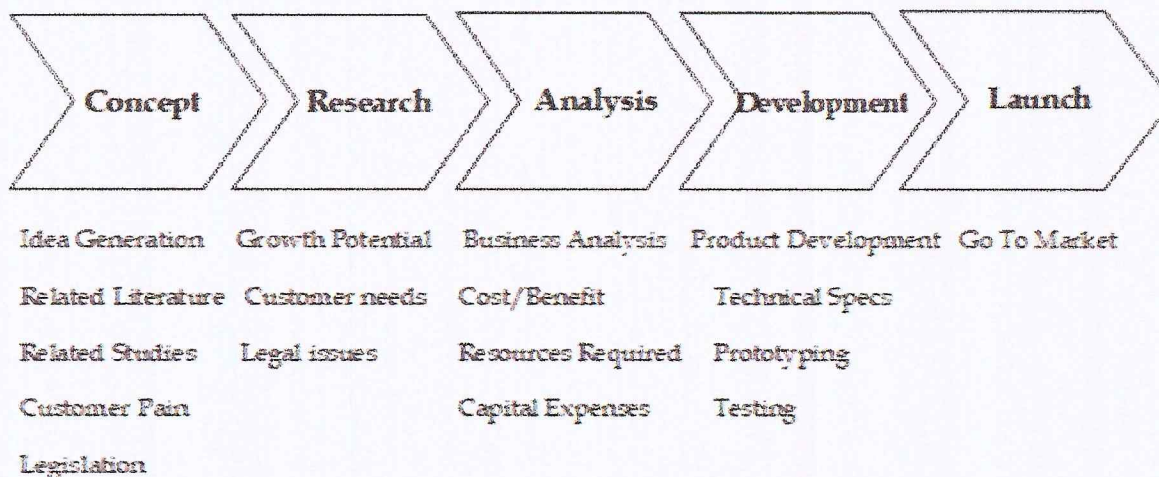 Concept Research Analysis Development Launch
Idea Generation Growth Potential Business Analysis Product Development Go To Market
Related Literature Customer needs Cost/Benefit Technical Specs
Related Studies Legal issues Resources Required Prototyping
Customer Pain Capital Expenses Testing
Legislation